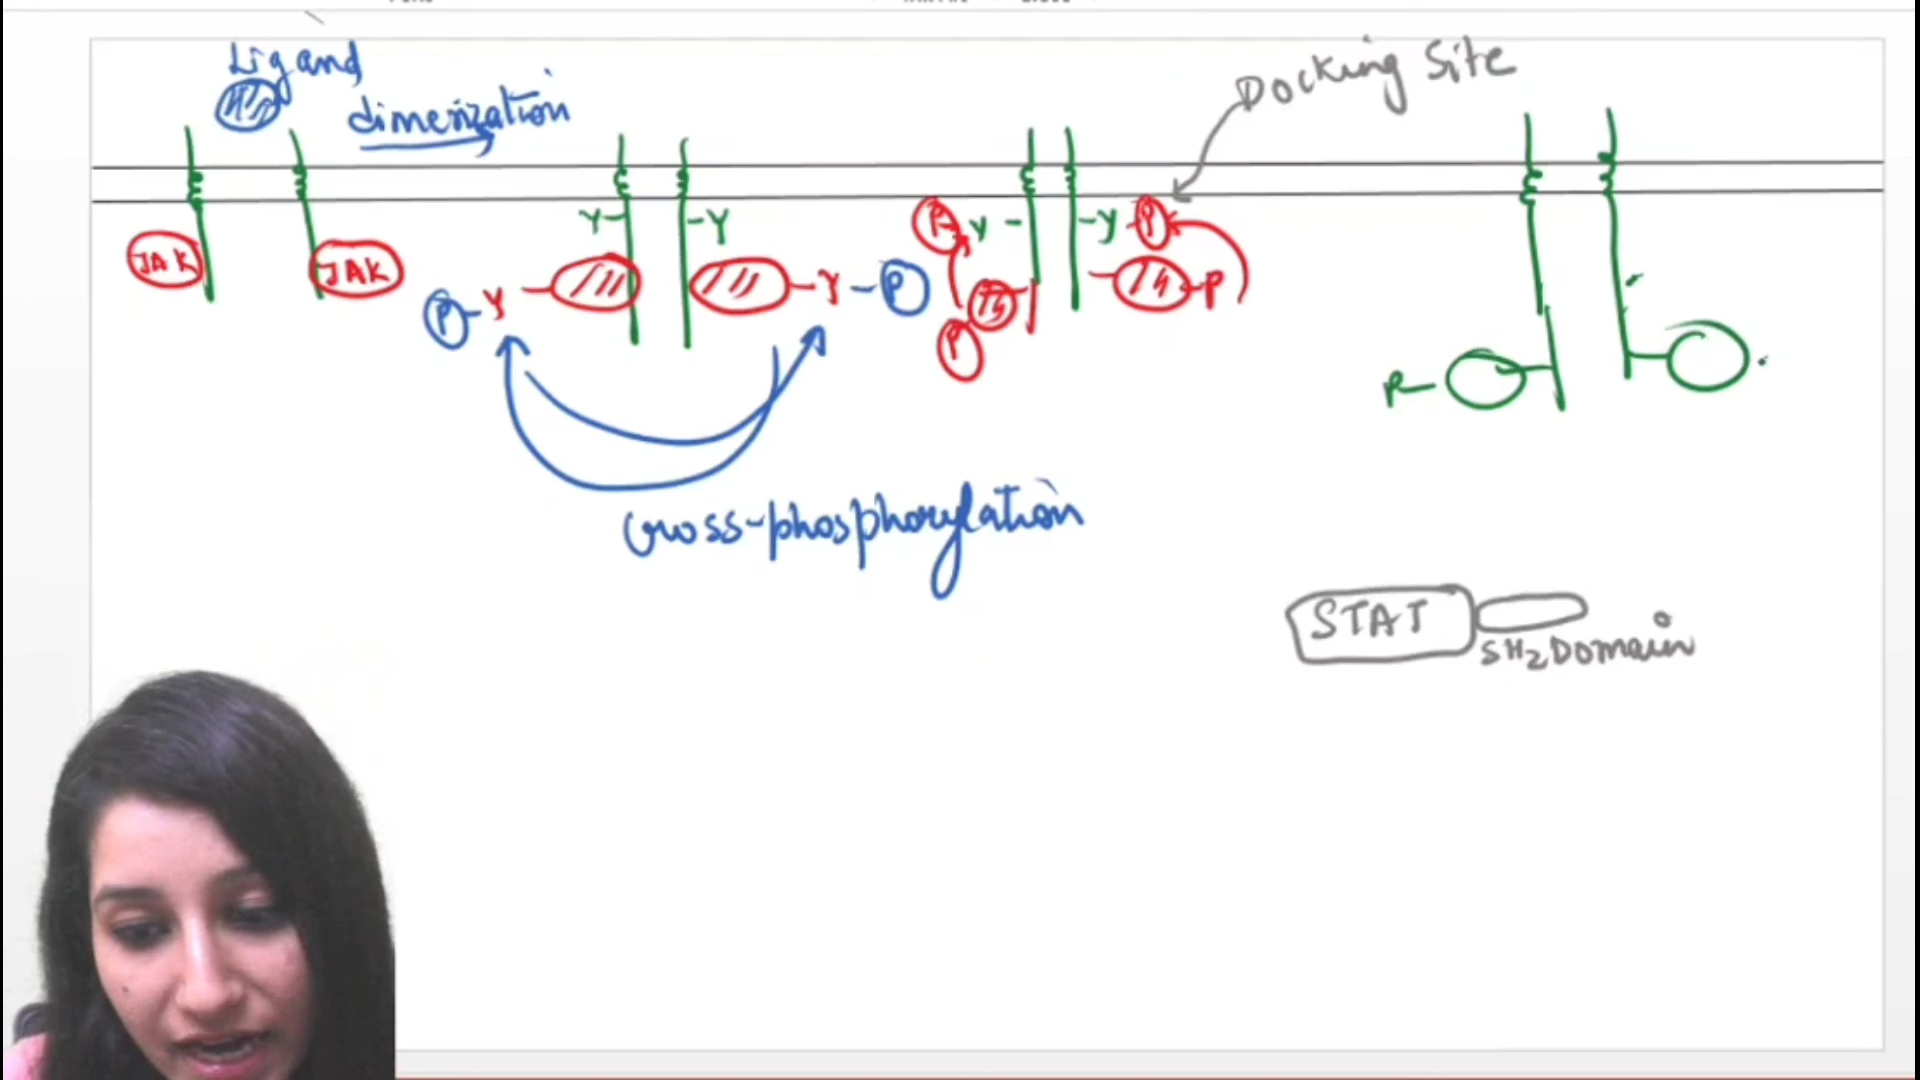 Ligand
dimerization
Docking Site
JAK
JAK
Y
Y
P
Y
Y
P
P
Y
Y
P
P
P
P
cross-phosphorylation
STAT
SH2 Domain